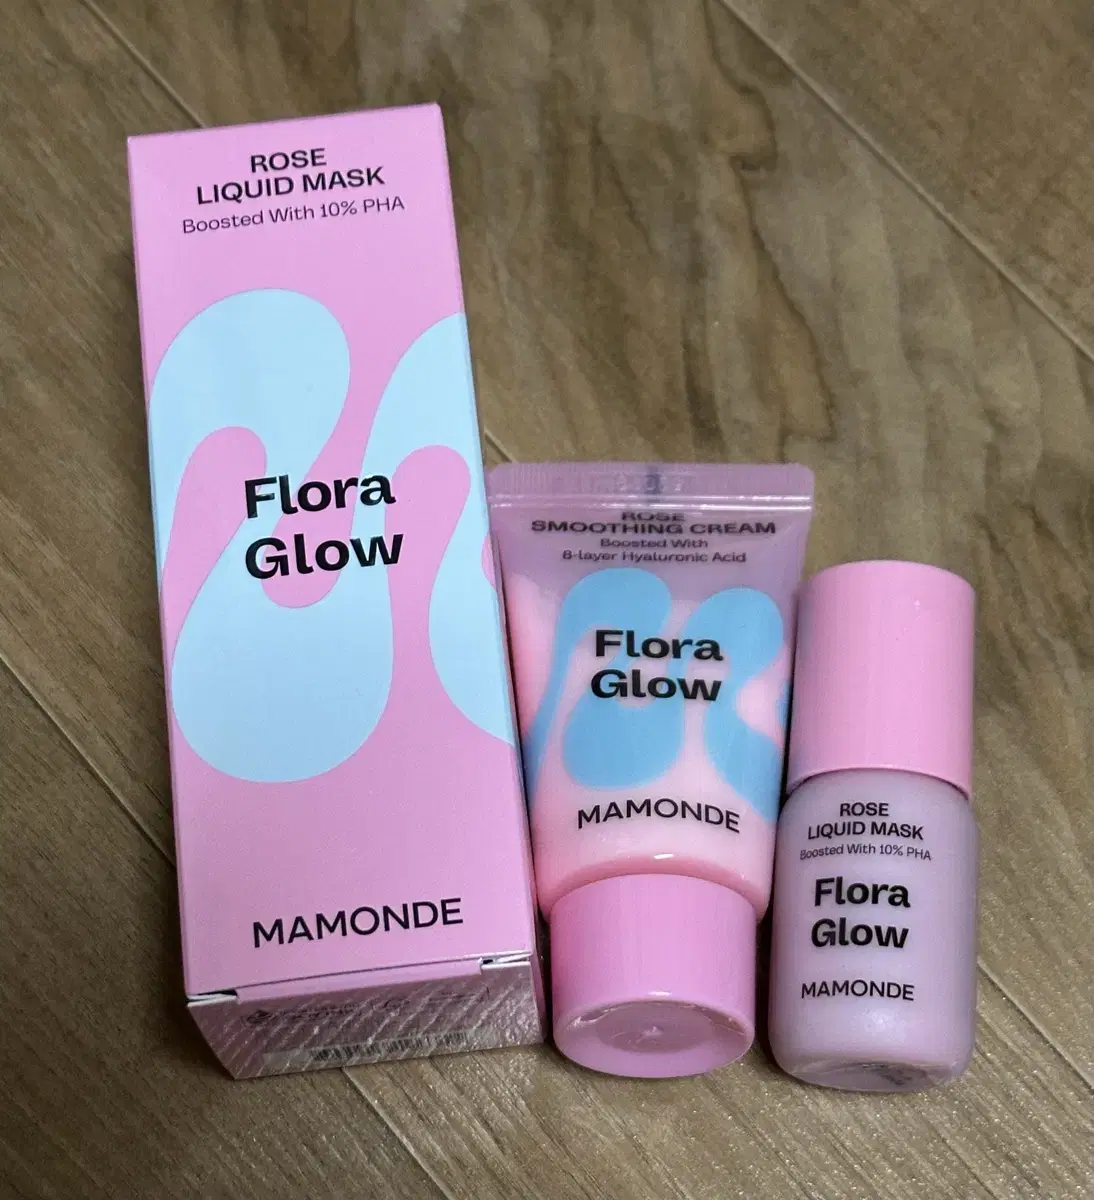 ROSE
LIQUID MASK
Boosted With 10% PHA
Flora
Glow
MAMONDE
ROSE
SMOOTHING CREAM
Boosted With
8-layer Hyaluronic Acid
Flora
Glow
MAMONDE
ROSE
LIQUID MASK
Boosted With 10% PHA
Flora
Glow
MAMONDE